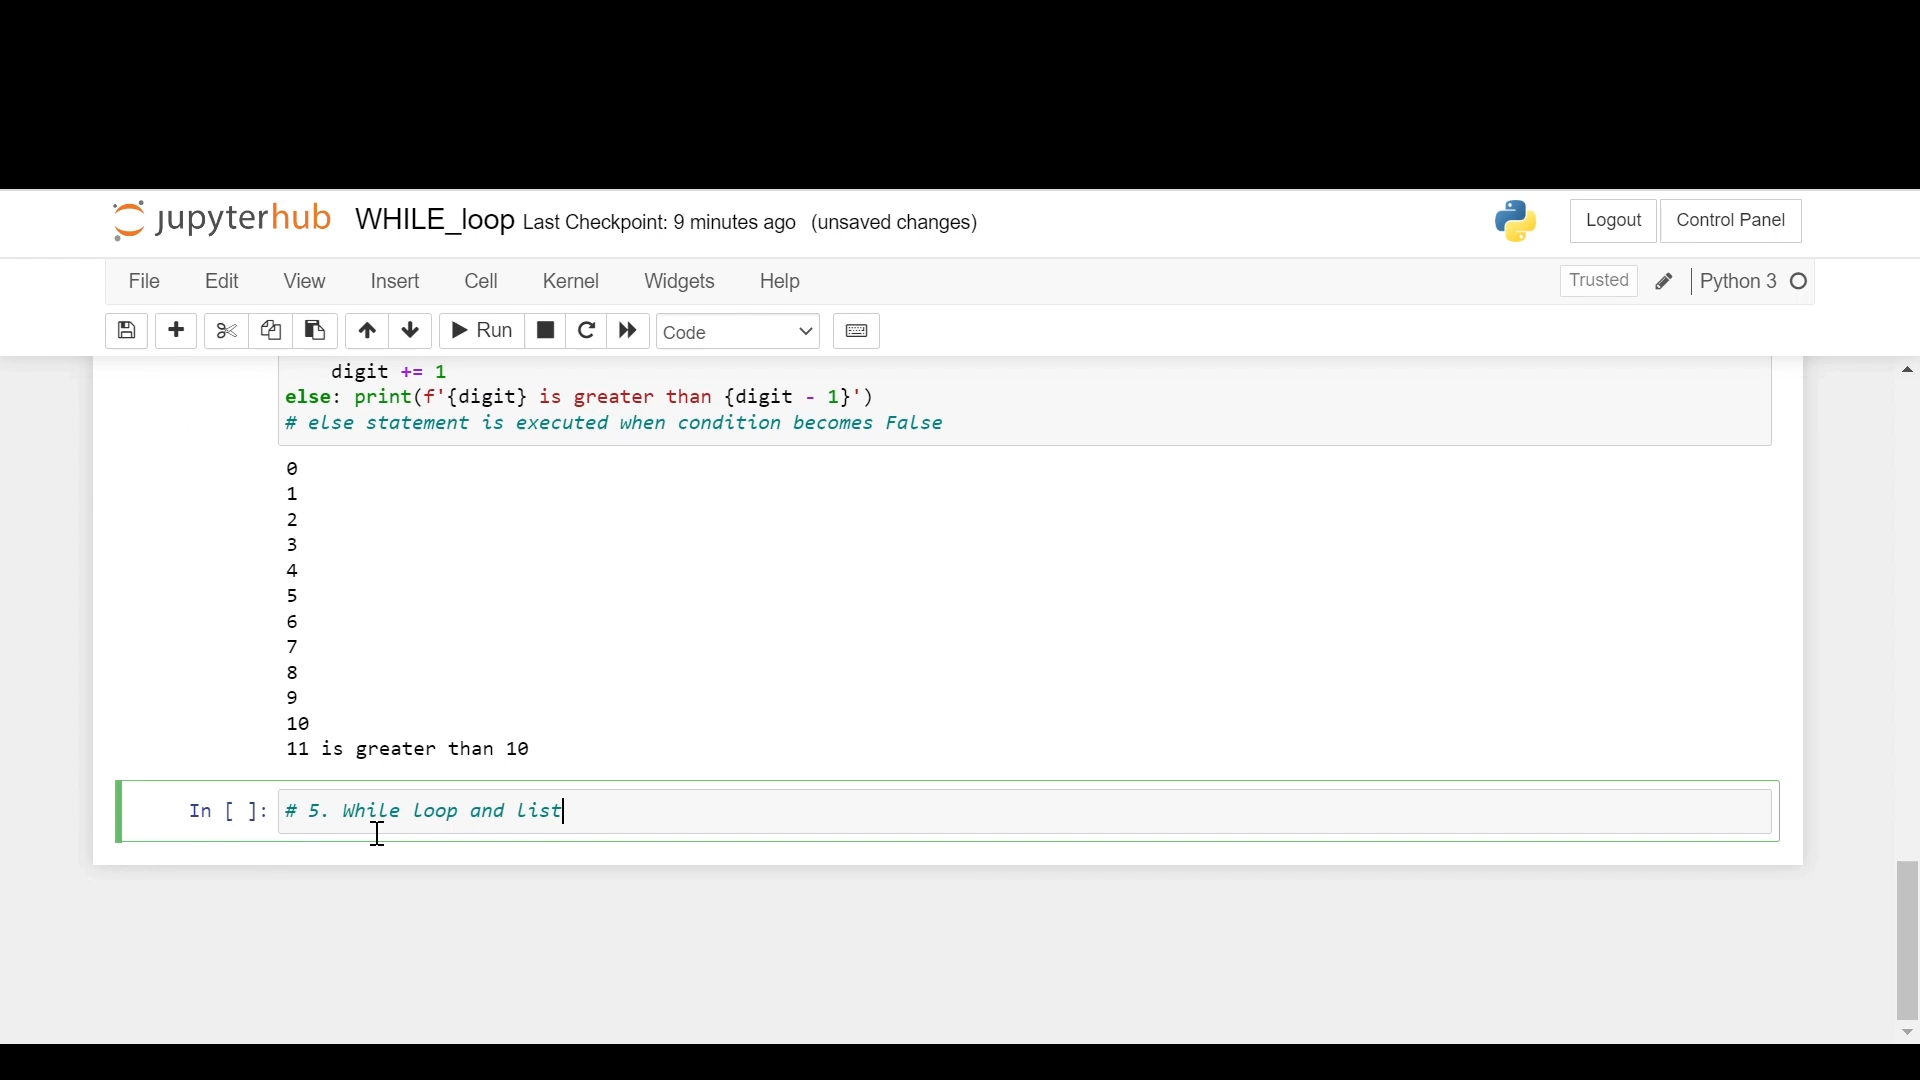 jupyterhub WHILE_loop Last Checkpoint: 9 minutes ago (unsaved changes) Logout Control Panel
File Edit View Insert Cell Kernel Widgets Help Trusted Python 3
Run Code
digit += 1
else: print(f'{digit} is greater than {digit - 1}')
# else statement is executed when condition becomes False
0
1
2
3
4
5
6
7
8
9
10
11 is greater than 10
In [ ]: # 5. While loop and list